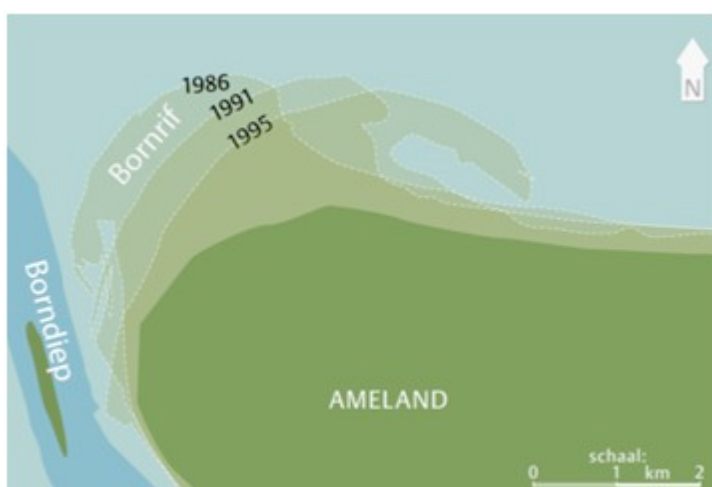 1986
1991
1995
Bornrif
N
Borndiep
AMELAND
schaal:
0 1 km 2